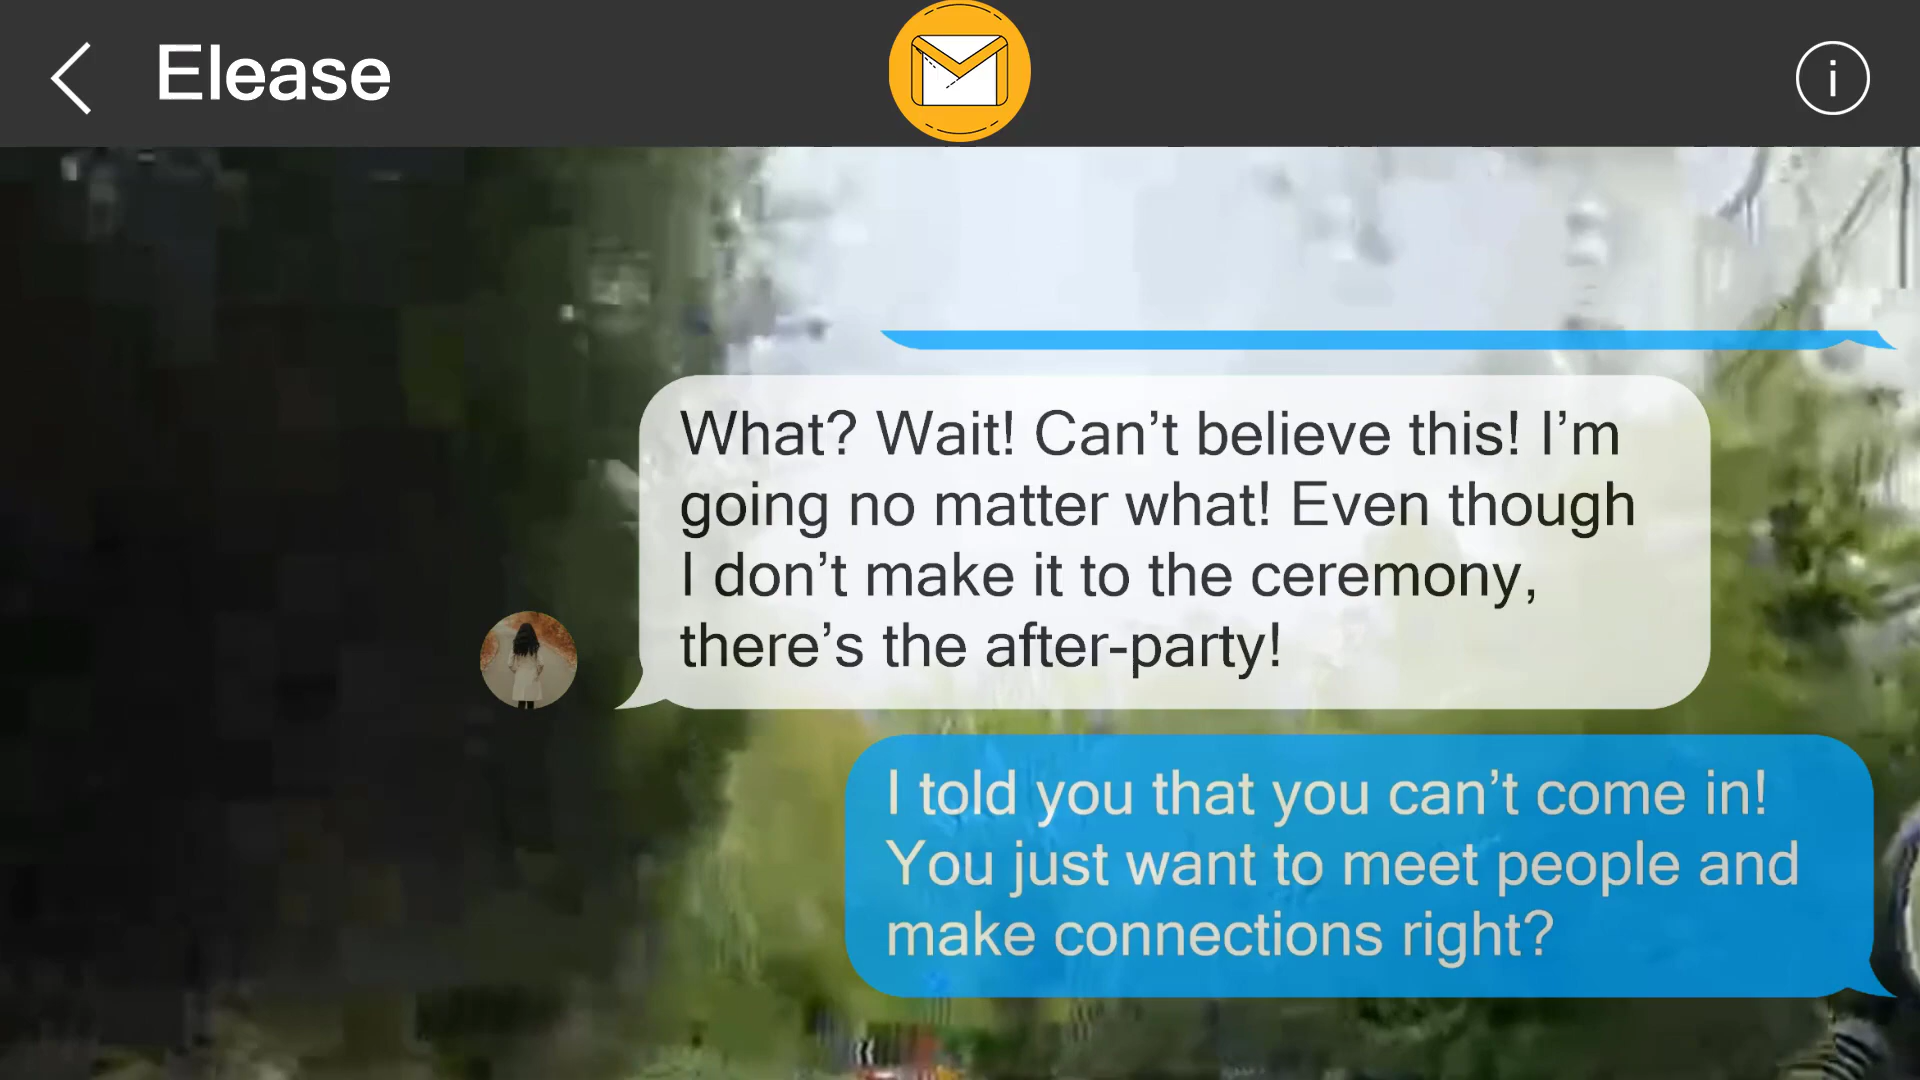 Elease
i
What? Wait! Can’t believe this! I’m
going no matter what! Even though
I don’t make it to the ceremony,
there’s the after-party!
I told you that you can’t come in!
You just want to meet people and
make connections right?